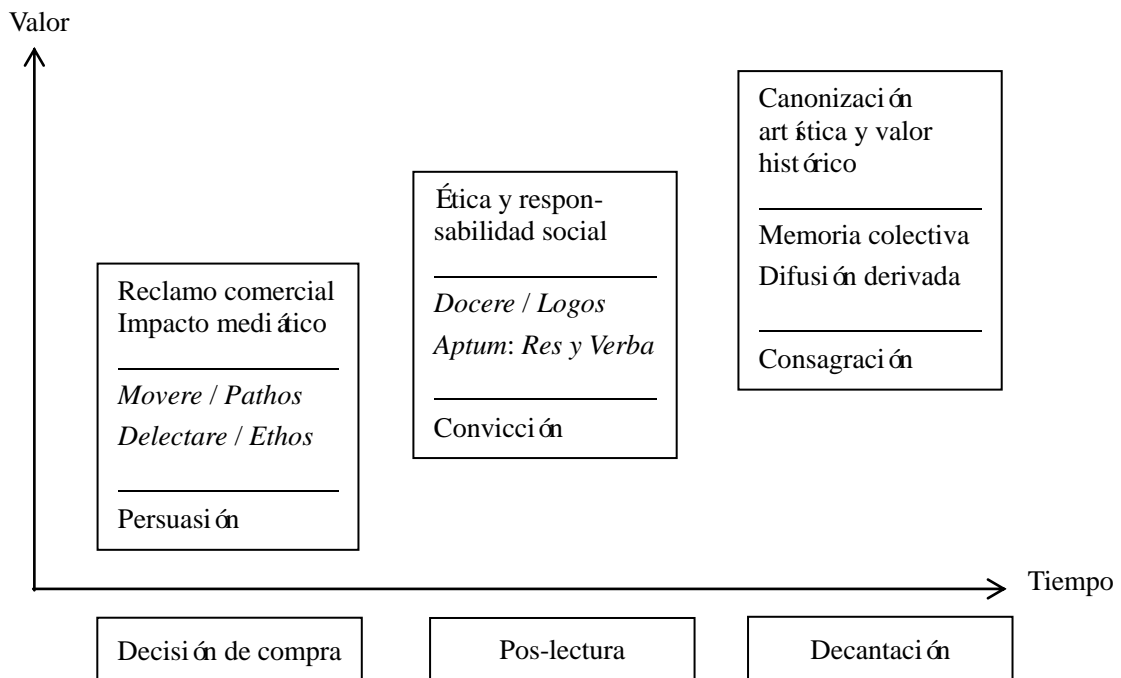 Valor
Reclamo comercial
Impacto mediático
Movere / Pathos
Delectare / Ethos
Persuasión
Ética y respon-
sabilidad social
Docere / Logos
Aptum: Res y Verba
Convicción
Canonización
artística y valor
histórico
Memoria colectiva
Difusión derivada
Consagración
Tiempo
Decisión de compra
Pos-lectura
Decantación